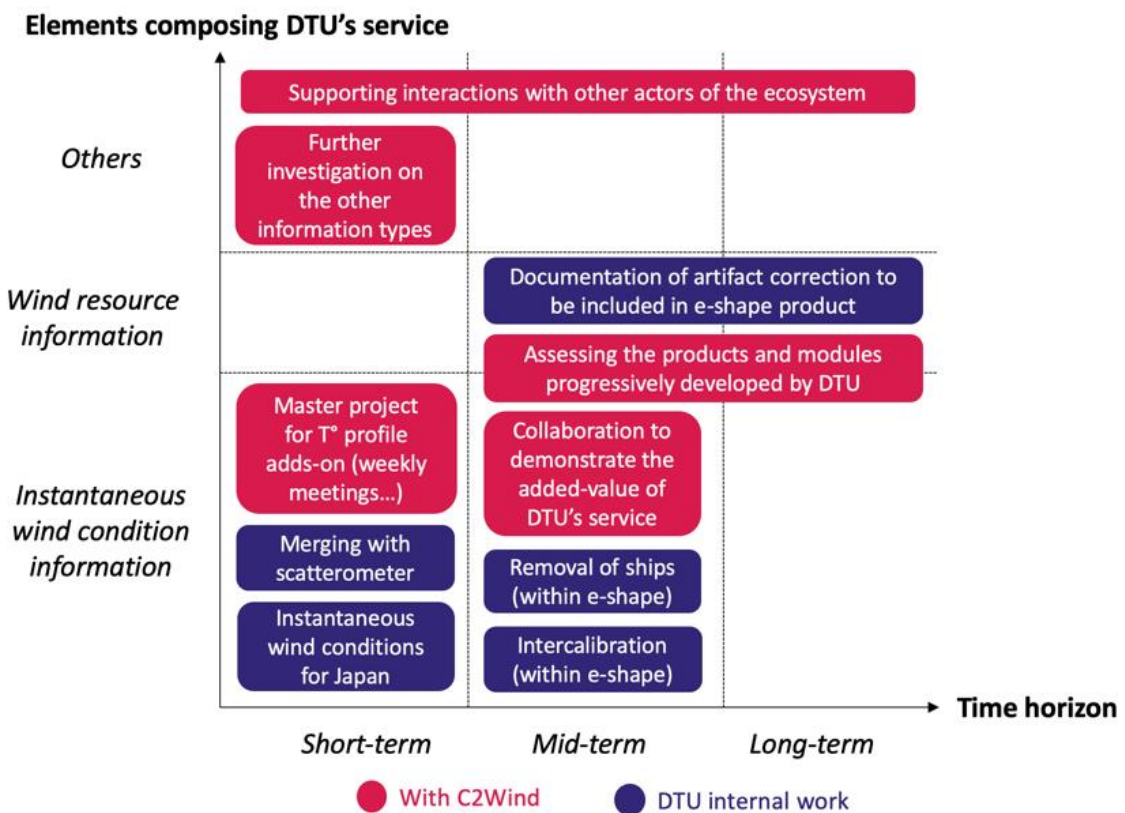 Elements composing DTU's service
Supporting interactions with other actors of the ecosystem
Others
Further
investigation on
the other
information types
Wind resource
information
Documentation of artifact correction to
be included in e-shape product
Assessing the products and modules
progressively developed by DTU
Instantaneous
wind condition
information
Master project
for T° profile
adds-on (weekly
meetings...)
Collaboration to
demonstrate the
added-value of
DTU's service
Merging with
scatterometer
Removal of ships
(within e-shape)
Instantaneous
wind conditions
for Japan
Intercalibration
(within e-shape)
Time horizon
Short-term
Mid-term
Long-term
With C2Wind
DTU internal work